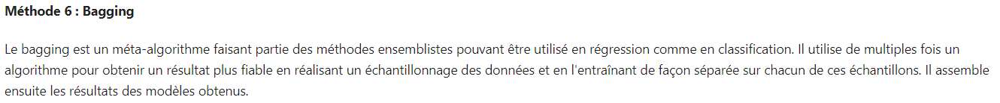 Méthode 6 : Bagging
Le bagging est un méta-algorithme faisant partie des méthodes ensemblistes pouvant être utilisé en régression comme en classification. Il utilise de multiples fois un
algorithme pour obtenir un résultat plus fiable en réalisant un échantillonnage des données et en l'entraînant de façon séparée sur chacun de ces échantillons. Il assemble
ensuite les résultats des modèles obtenus.